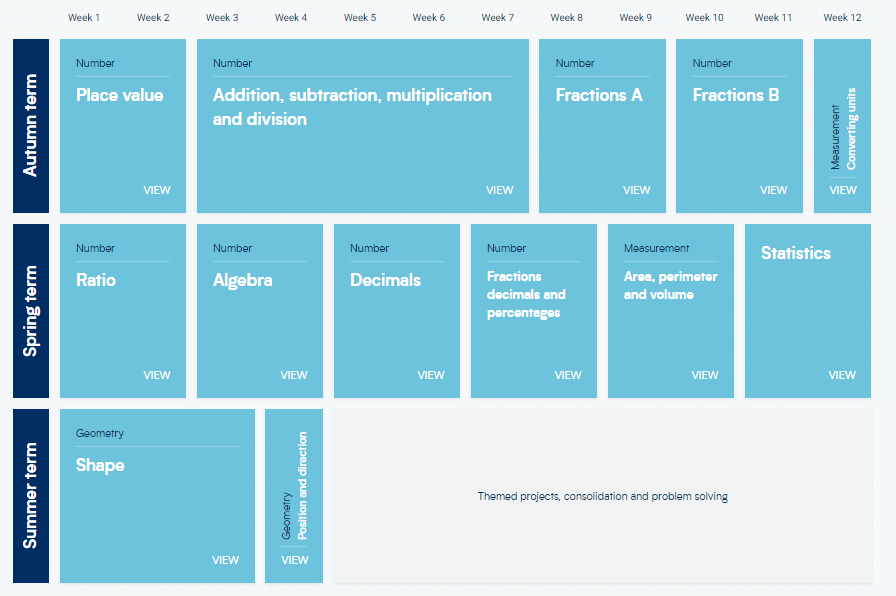 Week 1 Week 2 Week 3 Week 4 Week 5 Week 6 Week 7 Week 8 Week 9 Week 10 Week 11 Week 12
Autumn term
Number
Place value
VIEW
Number
Addition, subtraction, multiplication
and division
VIEW
Number
Fractions A
VIEW
Number
Fractions B
VIEW
Measurement
Converting units
VIEW
Spring term
Number
Ratio
VIEW
Number
Algebra
VIEW
Number
Decimals
VIEW
Number
Fractions
decimals and
percentages
VIEW
Measurement
Area, perimeter
and volume
VIEW
Statistics
VIEW
Summer term
Geometry
Shape
VIEW
Geometry
Position and direction
VIEW
Themed projects, consolidation and problem solving